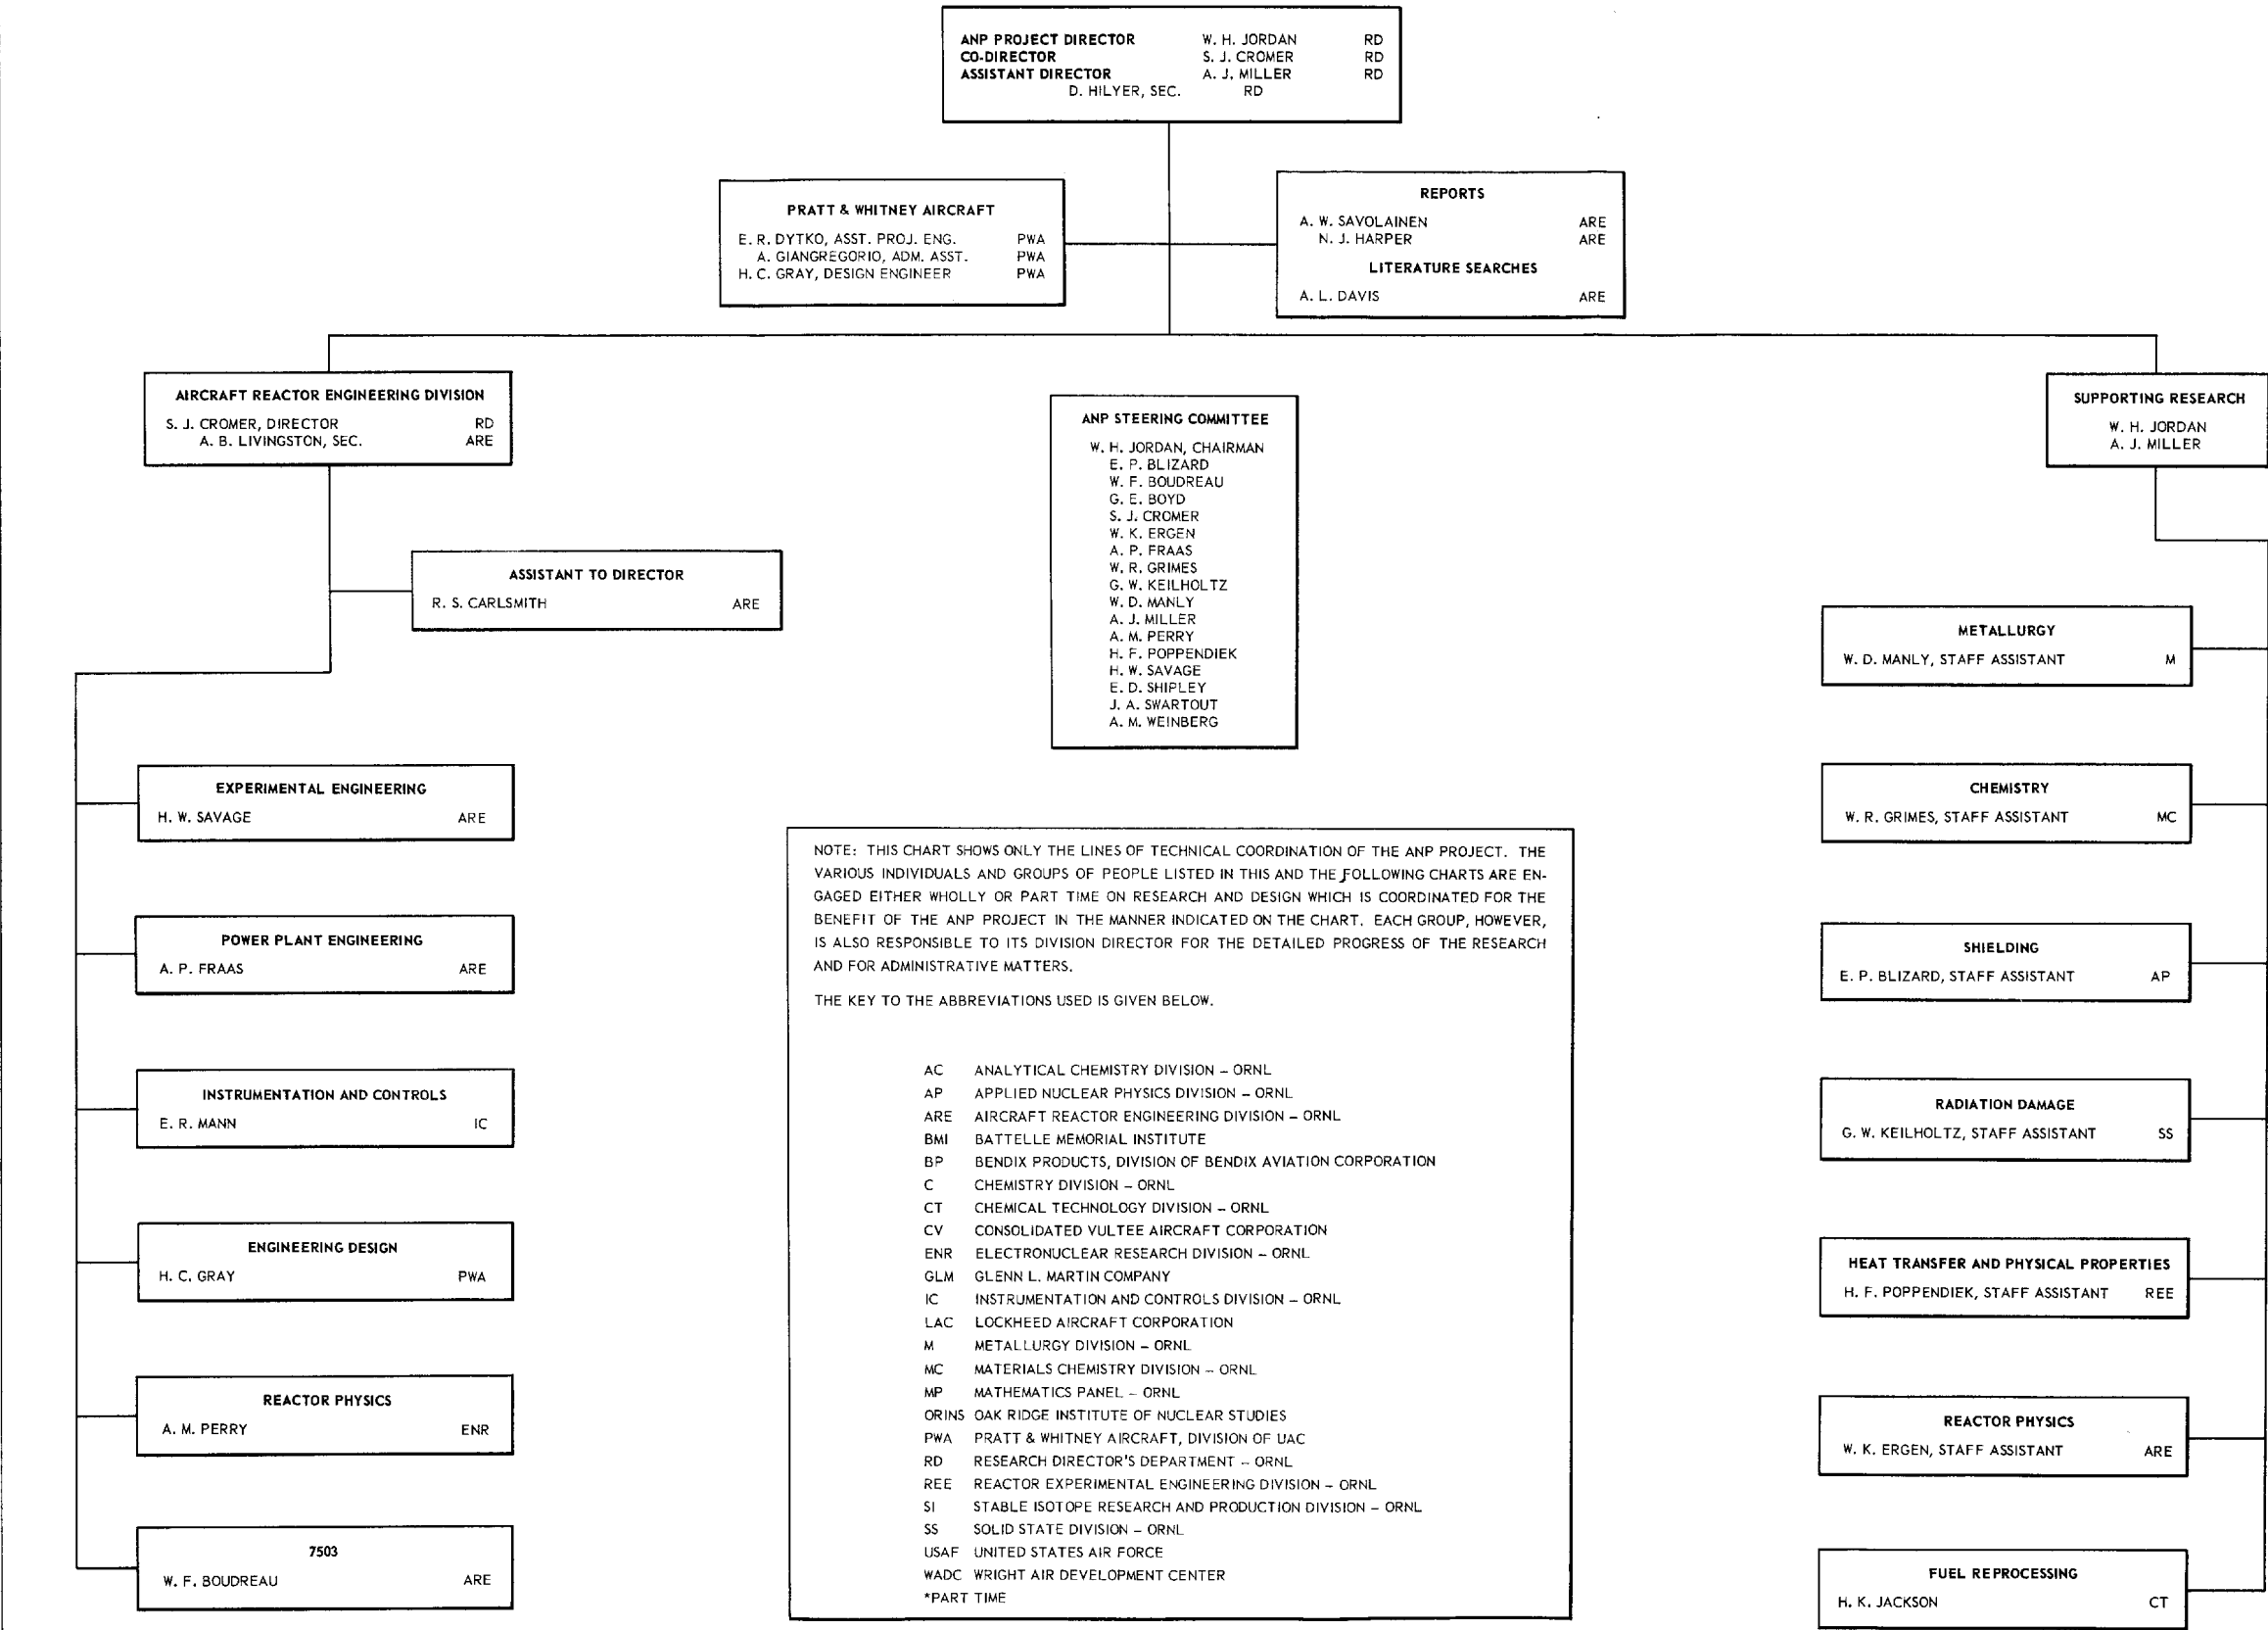 ANP PROJECT DIRECTOR W. H. JORDAN RD
CO-DIRECTOR S. J. CROMER RD
ASSISTANT DIRECTOR A. J. MILLER RD
D. HILYER, SEC. RD
PRATT & WHITNEY AIRCRAFT
E. R. DYTKO, ASST. PROJ. ENG. PWA
A. GIANGREGORIO, ADM. ASST. PWA
H. C. GRAY, DESIGN ENGINEER PWA
REPORTS
A. W. SAVOLAINEN ARE
N. J. HARPER ARE
LITERATURE SEARCHES
A. L. DAVIS ARE
AIRCRAFT REACTOR ENGINEERING DIVISION
S. J. CROMER, DIRECTOR RD
A. B. LIVINGSTON, SEC. ARE
ASSISTANT TO DIRECTOR
R. S. CARLSMITH ARE
EXPERIMENTAL ENGINEERING
H. W. SAVAGE ARE
POWER PLANT ENGINEERING
A. P. FRAAS ARE
INSTRUMENTATION AND CONTROLS
E. R. MANN IC
ENGINEERING DESIGN
H. C. GRAY PWA
REACTOR PHYSICS
A. M. PERRY ENR
7503
W. F. BOUDREAU ARE
ANP STEERING COMMITTEE
W. H. JORDAN, CHAIRMAN
E. P. BLIZARD
W. F. BOUDREAU
G. E. BOYD
S. J. CROMER
W. K. ERGEN
A. P. FRAAS
W. R. GRIMES
G. W. KEILHOLTZ
W. D. MANLY
A. J. MILLER
A. M. PERRY
H. F. POPPENDIEK
H. W. SAVAGE
E. D. SHIPLEY
J. A. SWARTOUT
A. M. WEINBERG
NOTE: THIS CHART SHOWS ONLY THE LINES OF TECHNICAL COORDINATION OF THE ANP PROJECT. THE
VARIOUS INDIVIDUALS AND GROUPS OF PEOPLE LISTED IN THIS AND THE FOLLOWING CHARTS ARE EN-
GAGED EITHER WHOLLY OR PART TIME ON RESEARCH AND DESIGN WHICH IS COORDINATED FOR THE
BENEFIT OF THE ANP PROJECT IN THE MANNER INDICATED ON THE CHART. EACH GROUP, HOWEVER,
IS ALSO RESPONSIBLE TO ITS DIVISION DIRECTOR FOR THE DETAILED PROGRESS OF THE RESEARCH
AND FOR ADMINISTRATIVE MATTERS.
THE KEY TO THE ABBREVIATIONS USED IS GIVEN BELOW.
AC ANALYTICAL CHEMISTRY DIVISION – ORNL
AP APPLIED NUCLEAR PHYSICS DIVISION – ORNL
ARE AIRCRAFT REACTOR ENGINEERING DIVISION – ORNL
BMI BATTELLE MEMORIAL INSTITUTE
BP BENDIX PRODUCTS, DIVISION OF BENDIX AVIATION CORPORATION
C CHEMISTRY DIVISION – ORNL
CT CHEMICAL TECHNOLOGY DIVISION – ORNL
CV CONSOLIDATED VULTEE AIRCRAFT CORPORATION
ENR ELECTRONUCLEAR RESEARCH DIVISION – ORNL
GLM GLENN L. MARTIN COMPANY
IC INSTRUMENTATION AND CONTROLS DIVISION – ORNL
LAC LOCKHEED AIRCRAFT CORPORATION
M METALLURGY DIVISION – ORNL
MC MATERIALS CHEMISTRY DIVISION – ORNL
MP MATHEMATICS PANEL – ORNL
ORINS OAK RIDGE INSTITUTE OF NUCLEAR STUDIES
PWA PRATT & WHITNEY AIRCRAFT, DIVISION OF UAC
RD RESEARCH DIRECTOR'S DEPARTMENT – ORNL
REE REACTOR EXPERIMENTAL ENGINEERING DIVISION – ORNL
SI STABLE ISOTOPE RESEARCH AND PRODUCTION DIVISION – ORNL
SS SOLID STATE DIVISION – ORNL
USAF UNITED STATES AIR FORCE
WADC WRIGHT AIR DEVELOPMENT CENTER
*PART TIME
SUPPORTING RESEARCH
W. H. JORDAN
A. J. MILLER
METALLURGY
W. D. MANLY, STAFF ASSISTANT M
CHEMISTRY
W. R. GRIMES, STAFF ASSISTANT MC
SHIELDING
E. P. BLIZARD, STAFF ASSISTANT AP
RADIATION DAMAGE
G. W. KEILHOLTZ, STAFF ASSISTANT SS
HEAT TRANSFER AND PHYSICAL PROPERTIES
H. F. POPPENDIEK, STAFF ASSISTANT REE
REACTOR PHYSICS
W. K. ERGEN, STAFF ASSISTANT ARE
FUEL REPROCESSING
H. K. JACKSON CT